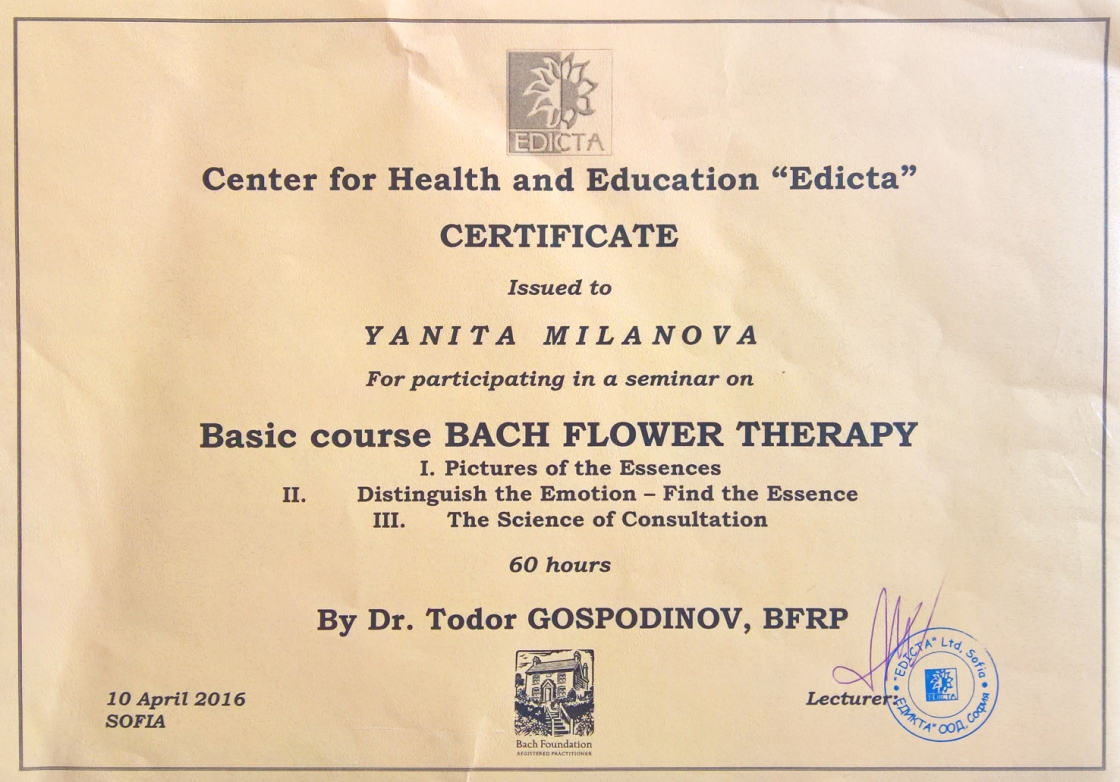 EDICTA
Center for Health and Education “Edicta”
CERTIFICATE
Issued to
YANITA MILANOVA
For participating in a seminar on
Basic course BACH FLOWER THERAPY
I. Pictures of the Essences
II. Distinguish the Emotion – Find the Essence
III. The Science of Consultation
60 hours
By Dr. Todor GOSPODINOV, BFRP
10 April 2016
SOFIA
Lecturer:
"EDICTA" Ltd, Sofia
EDICTA
"ЕДИКТА" ООД, София
Bach Foundation
REGISTERED PRACTITIONER